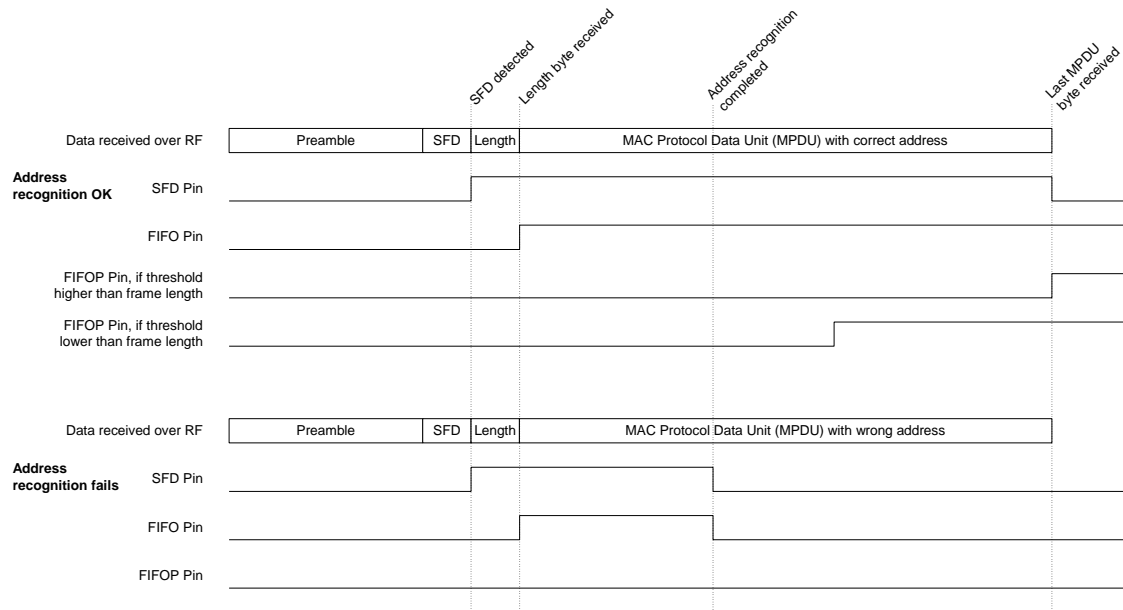 SFD detected
Length byte received
Address recognition
completed
Last MPDU
byte received
Data received over RF
Preamble
SFD
Length
MAC Protocol Data Unit (MPDU) with correct address
Address
recognition OK
SFD Pin
FIFO Pin
FIFOP Pin, if threshold
higher than frame length
FIFOP Pin, if threshold
lower than frame length
Data received over RF
Preamble
SFD
Length
MAC Protocol Data Unit (MPDU) with wrong address
Address
recognition fails
SFD Pin
FIFO Pin
FIFOP Pin